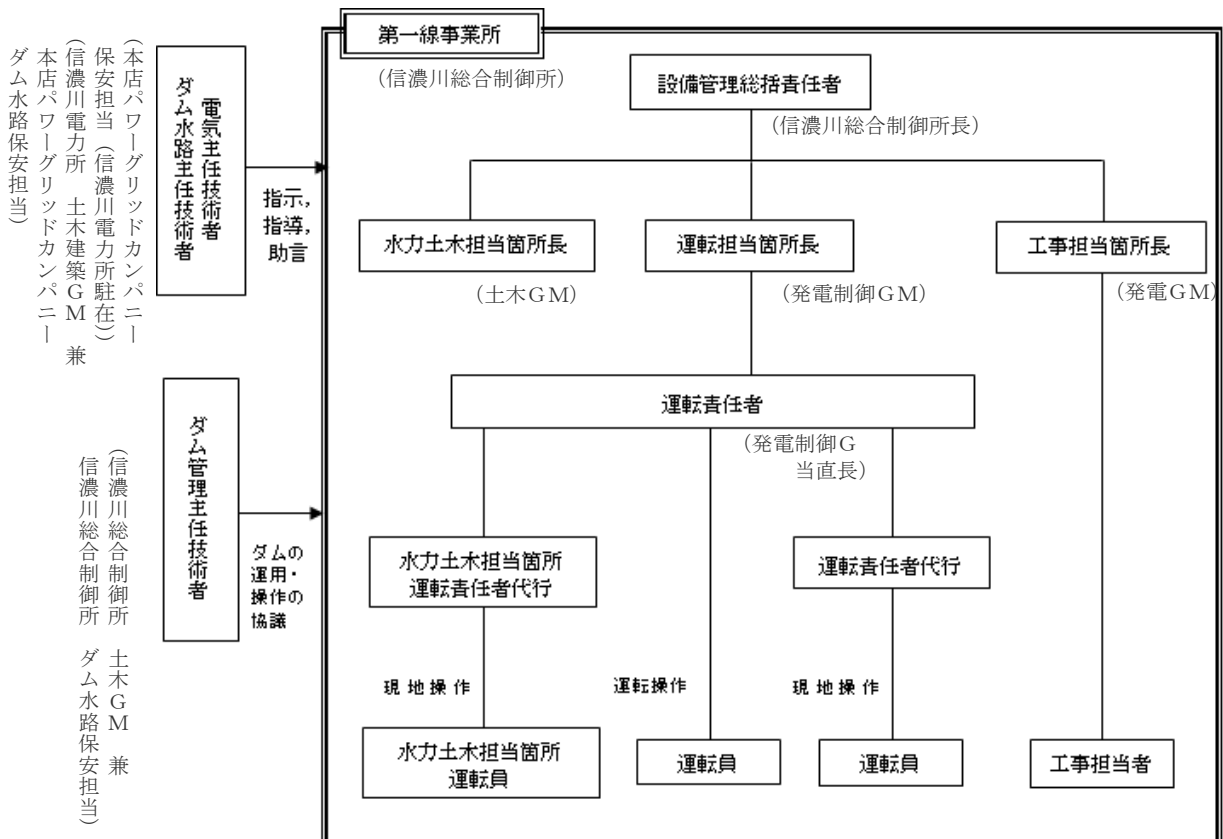 第一線事業所
(信濃川総合制御所)
設備管理総括責任者
(信濃川総合制御所長)
電気主任技術者
ダム水路主任技術者
(本店パワーグリッドカンパニー
保安担当(信濃川電力所駐在))
(信濃川電力所 土木建築GM 兼
本店パワーグリッドカンパニー
ダム水路保安担当)
指示,
指導,
助言
水力土木担当箇所長
(土木GM)
運転担当箇所長
(発電制御GM)
工事担当箇所長
(発電GM)
運転責任者
(発電制御G
当直長)
ダム管理主任技術者
(信濃川総合制御所 土木GM 兼
信濃川総合制御所 ダム水路保安担当)
ダムの
運用・
操作の
協議
水力土木担当箇所
運転責任者代行
運転責任者代行
現地操作
運転操作
現地操作
水力土木担当箇所
運転員
運転員
運転員
工事担当者